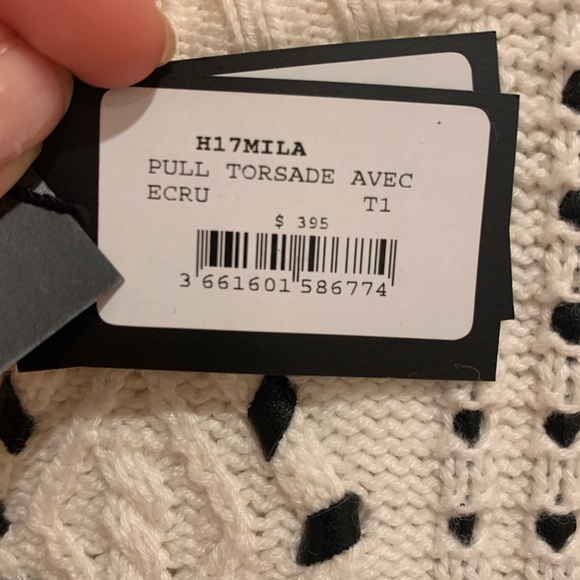 H17MILA
PULL TORSADE AVEC
ECRU T1
$ 395
3 661601 586774